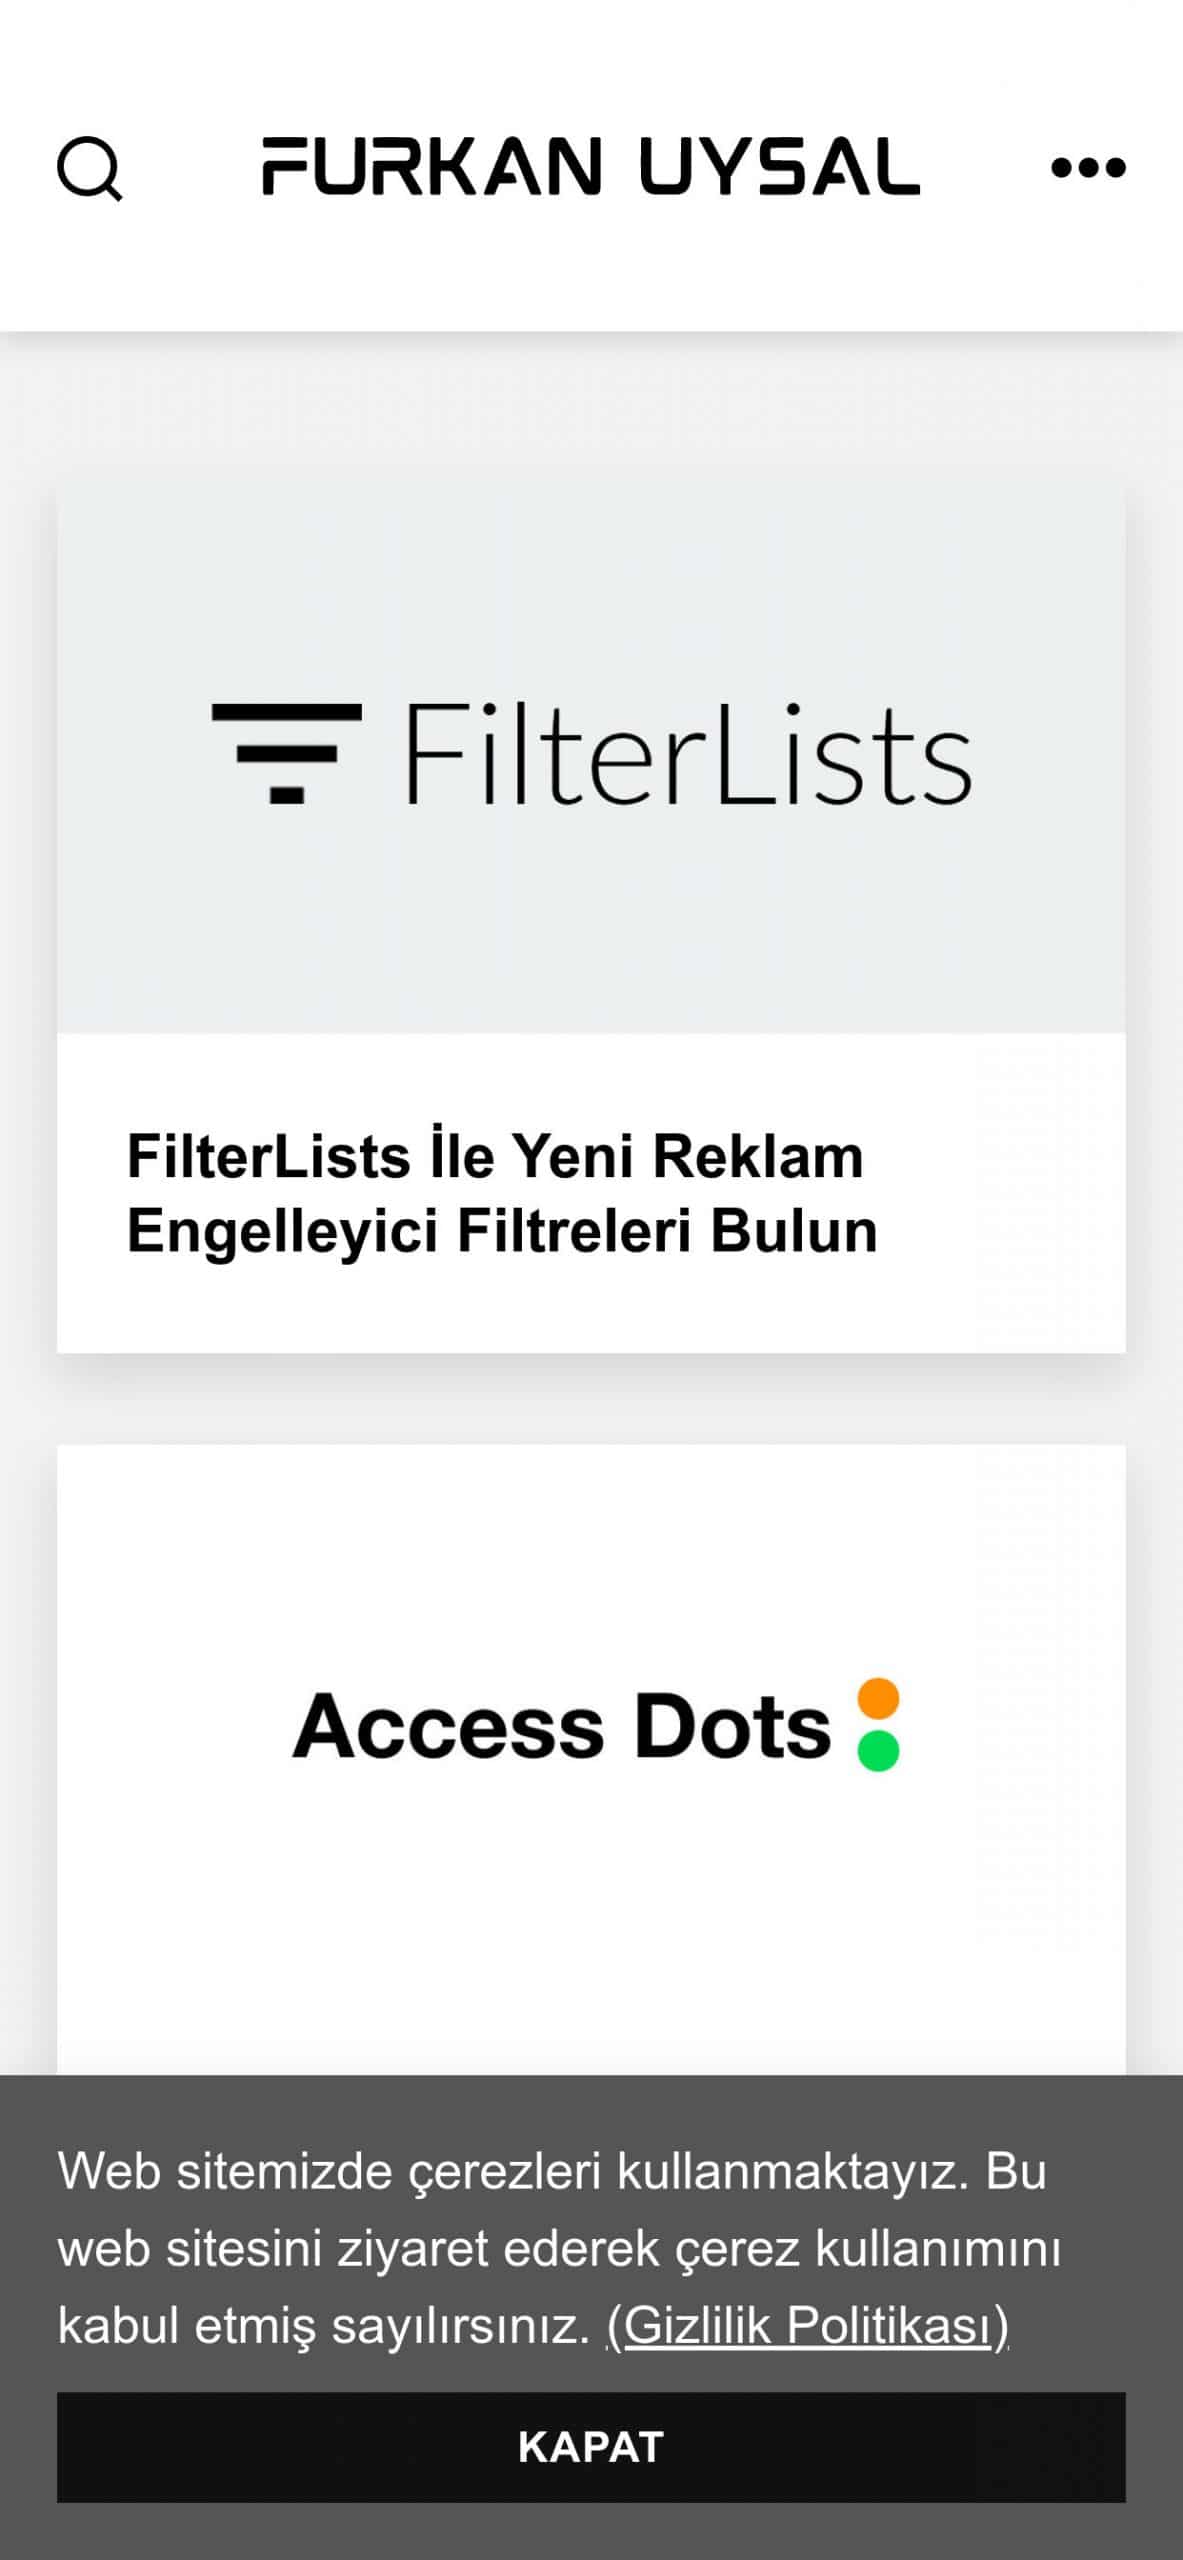 FURKAN UYSAL
FilterLists
FilterLists İle Yeni Reklam
Engelleyici Filtreleri Bulun
Access Dots
Web sitemizde çerezleri kullanmaktayız. Bu
web sitesini ziyaret ederek çerez kullanımını
kabul etmiş sayılırsınız. (Gizlilik Politikası)
KAPAT